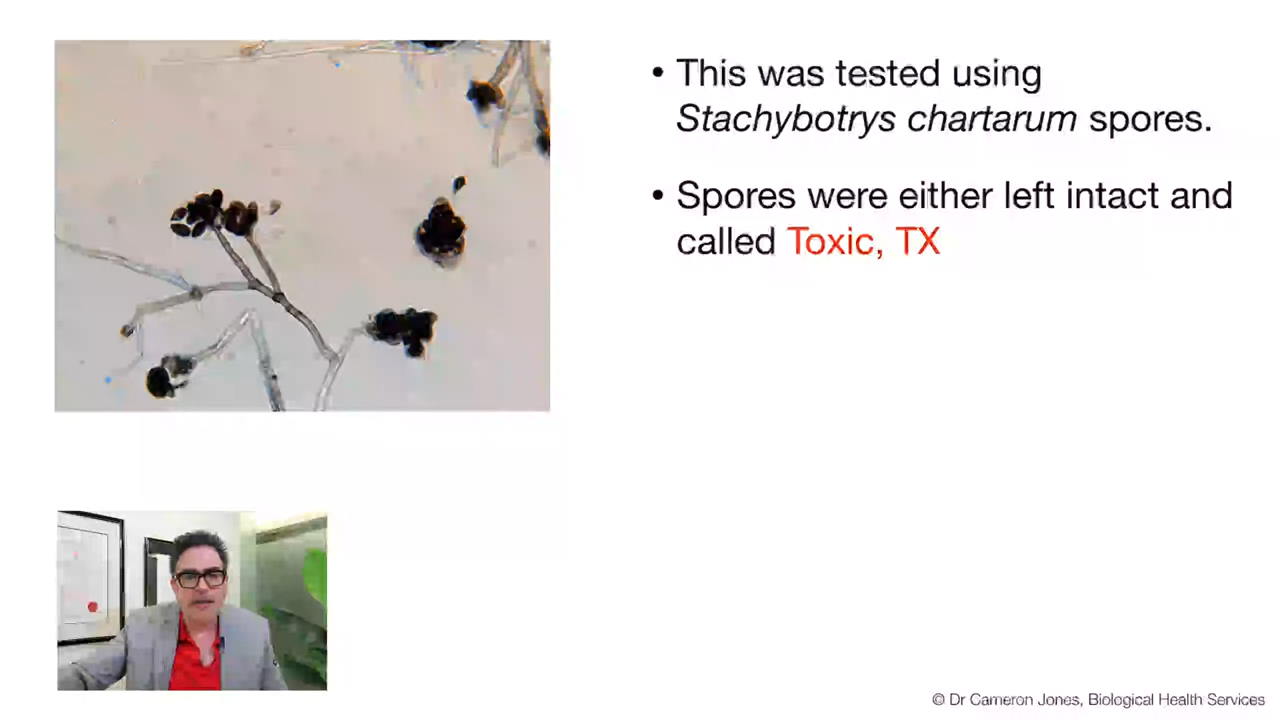 • This was tested using
Stachybotrys chartarum spores.
• Spores were either left intact and
called Toxic, TX
© Dr Cameron Jones, Biological Health Services